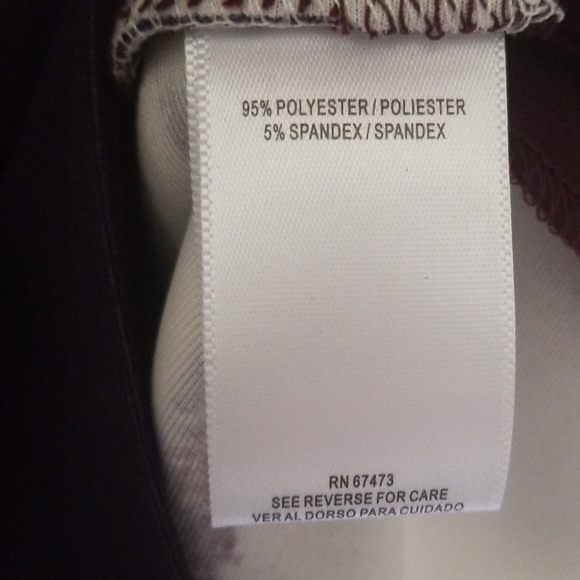 95% POLYESTER / POLIESTER
5% SPANDEX / SPANDEX
RN 67473
SEE REVERSE FOR CARE
VER AL DORSO PARA CUIDADO